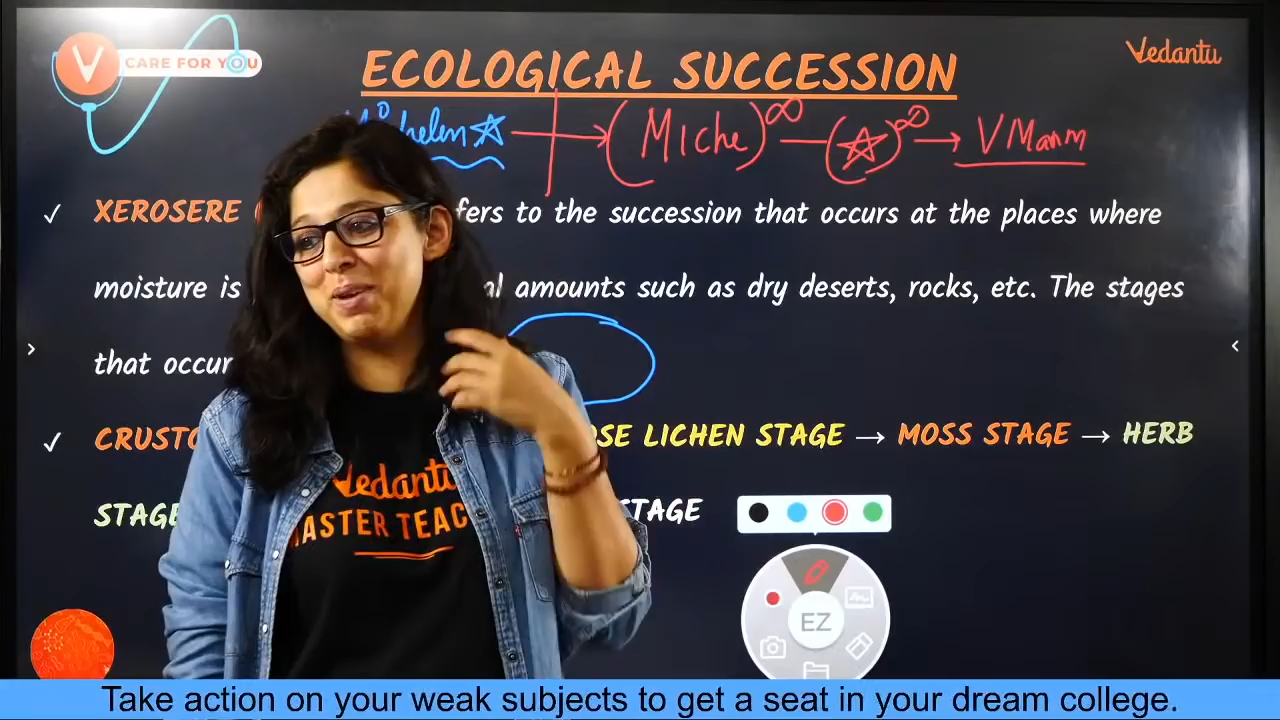 V CARE FOR YOU
Vedantu
ECOLOGICAL SUCCESSION
(MIche)∞ — (☆)∞ → VManm
✓ XEROSERE fers to the succession that occurs at the places where
moisture is al amounts such as dry deserts, rocks, etc. The stages
that occur
✓ CRUSTO OSE LICHEN STAGE → MOSS STAGE → HERB
STAGE STAGE
Vedantu
MASTER TEAC
EZ
Take action on your weak subjects to get a seat in your dream college.